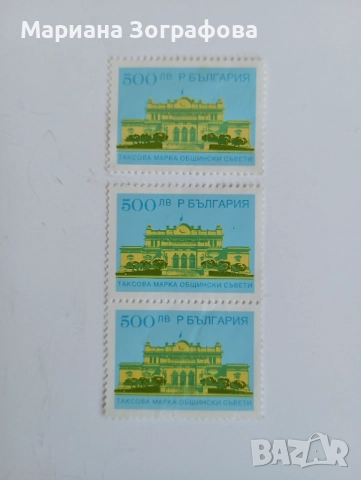 Мариана Зографова
500 ЛВ Р БЪЛГАРИЯ
ТАКСОВА МАРКА ОБЩИНСКИ СЪВЕТИ
500 ЛВ Р БЪЛГАРИЯ
ТАКСОВА МАРКА ОБЩИНСКИ СЪВЕТИ
500 ЛВ Р БЪЛГАРИЯ
ТАКСОВА МАРКА ОБЩИНСКИ СЪВЕТИ
BAZAR